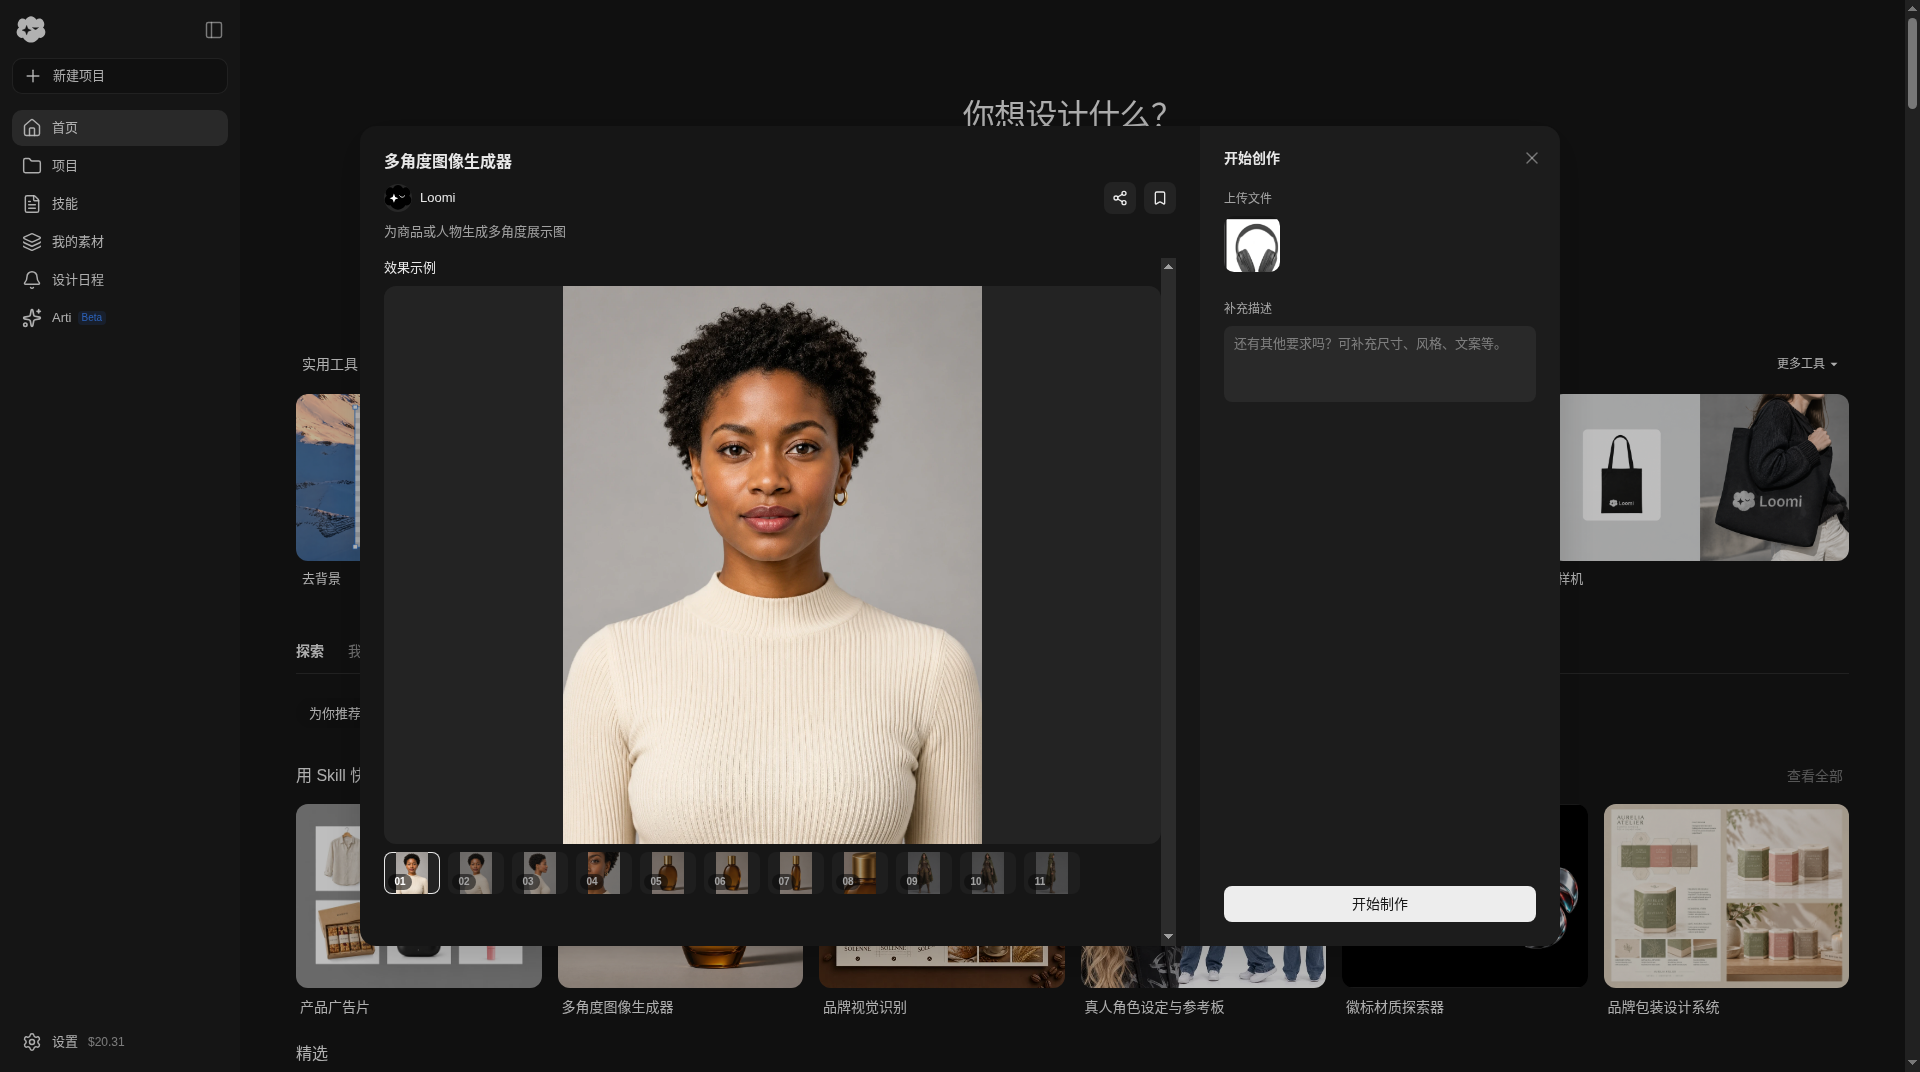 新建项目
首页
项目
技能
我的素材
设计日程
Arti Beta
设置 $20.31
你想设计什么？
实用工具
更多工具
去背景
样机
Loomi
Loomi
探索 我
为你推荐
用 Skill 快
查看全部
AURELIA
ATELIER
产品广告片
多角度图像生成器
品牌视觉识别
真人角色设定与参考板
徽标材质探索器
品牌包装设计系统
精选
多角度图像生成器
Loomi
为商品或人物生成多角度展示图
效果示例
01 02 03 04 05 06 07 08 09 10 11
开始创作
上传文件
补充描述
还有其他要求吗？可补充尺寸、风格、文案等。
开始制作